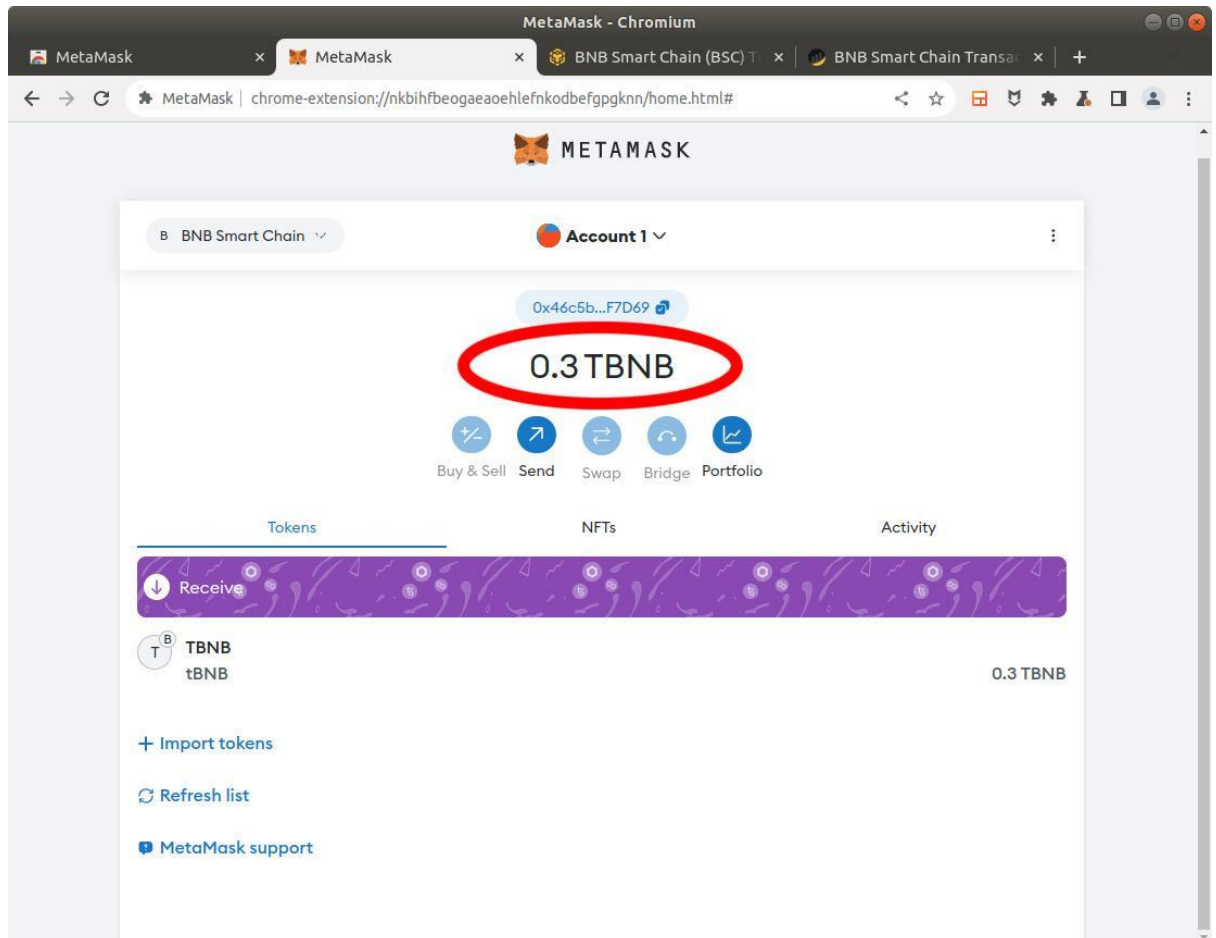 MetaMask - Chromium
MetaMask MetaMask BNB Smart Chain (BSC) T BNB Smart Chain Transac
MetaMask chrome-extension://nkbihfbeogaeaoehlefnkodbefgpgknn/home.html#
METAMASK
B BNB Smart Chain Account 1
0x46c5b...F7D69
0.3 TBNB
Buy & Sell Send Swap Bridge Portfolio
Tokens NFTs Activity
Receive
T B TBNB
tBNB 0.3 TBNB
+ Import tokens
Refresh list
MetaMask support